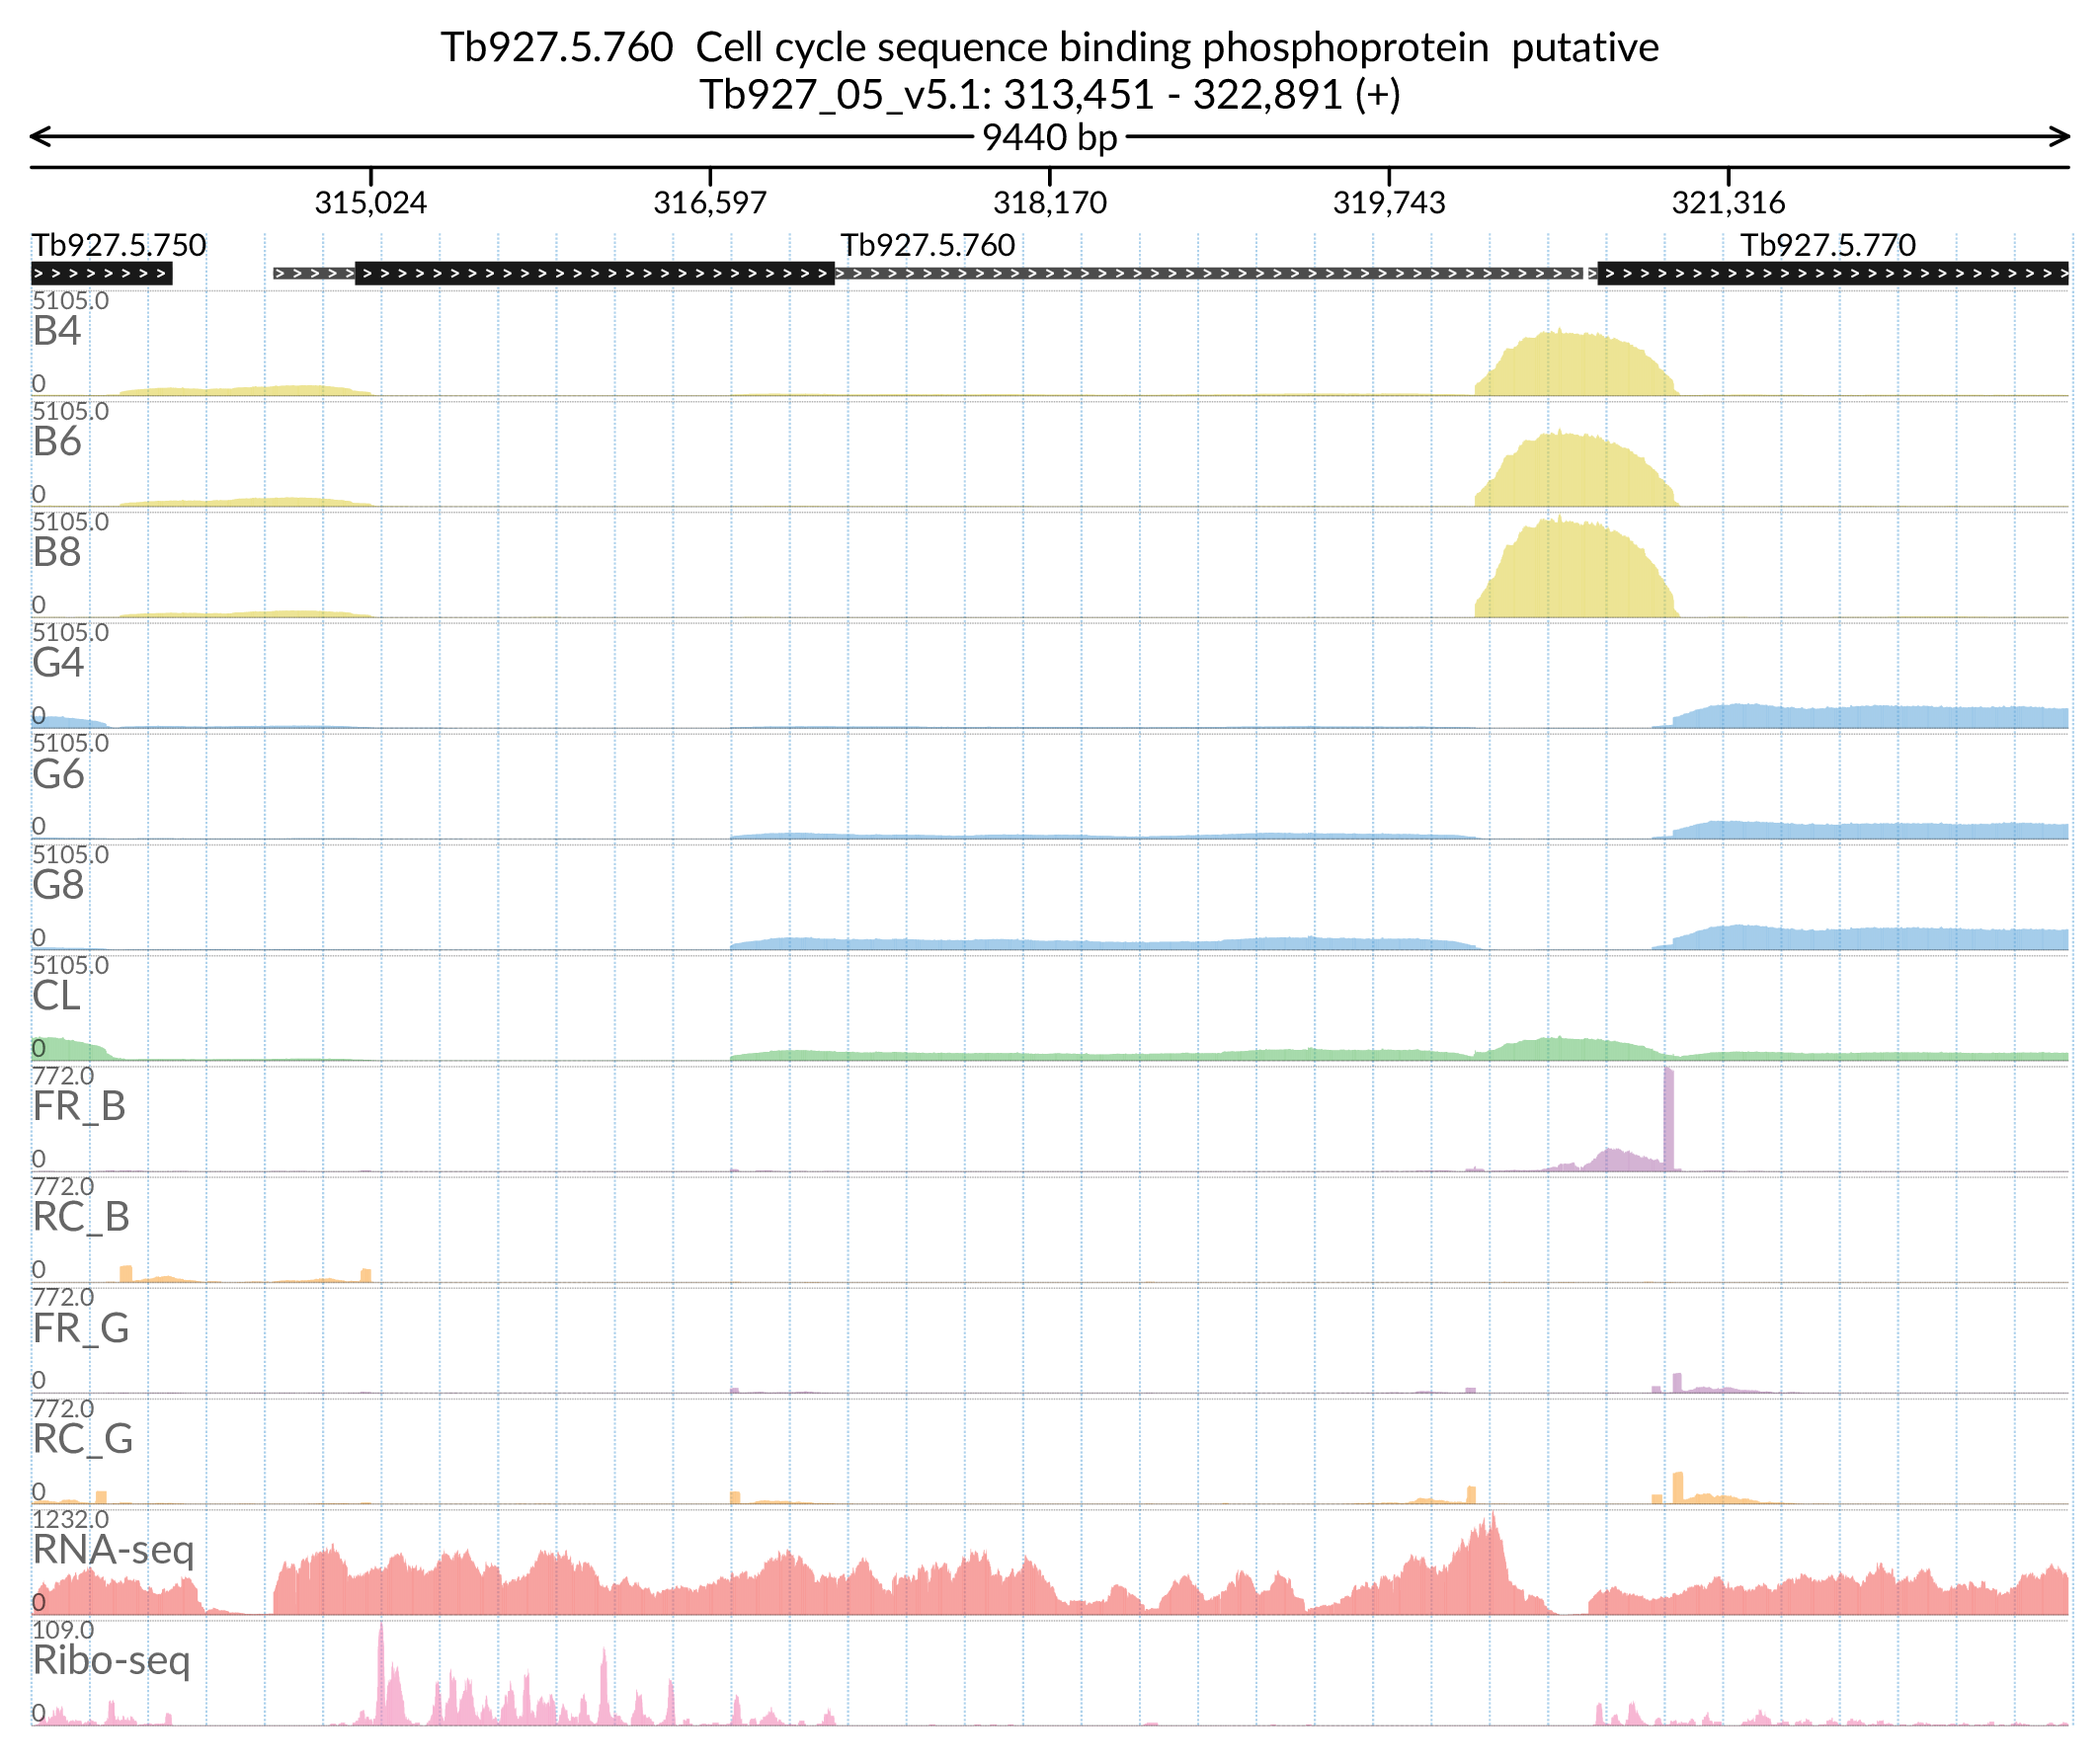 Tb927.5.760  Cell cycle sequence binding phosphoprotein  putative
Tb927_05_v5.1: 313,451 - 322,891 (+)
9440 bp
315,024 316,597 318,170 319,743 321,316
Tb927.5.750 Tb927.5.760 Tb927.5.770
5105.0
B4
0
5105.0
B6
0
5105.0
B8
0
5105.0
G4
0
5105.0
G6
0
5105.0
G8
0
5105.0
CL
0
772.0
FR_B
0
772.0
RC_B
0
772.0
FR_G
0
772.0
RC_G
0
1232.0
RNA-seq
0
109.0
Ribo-seq
0